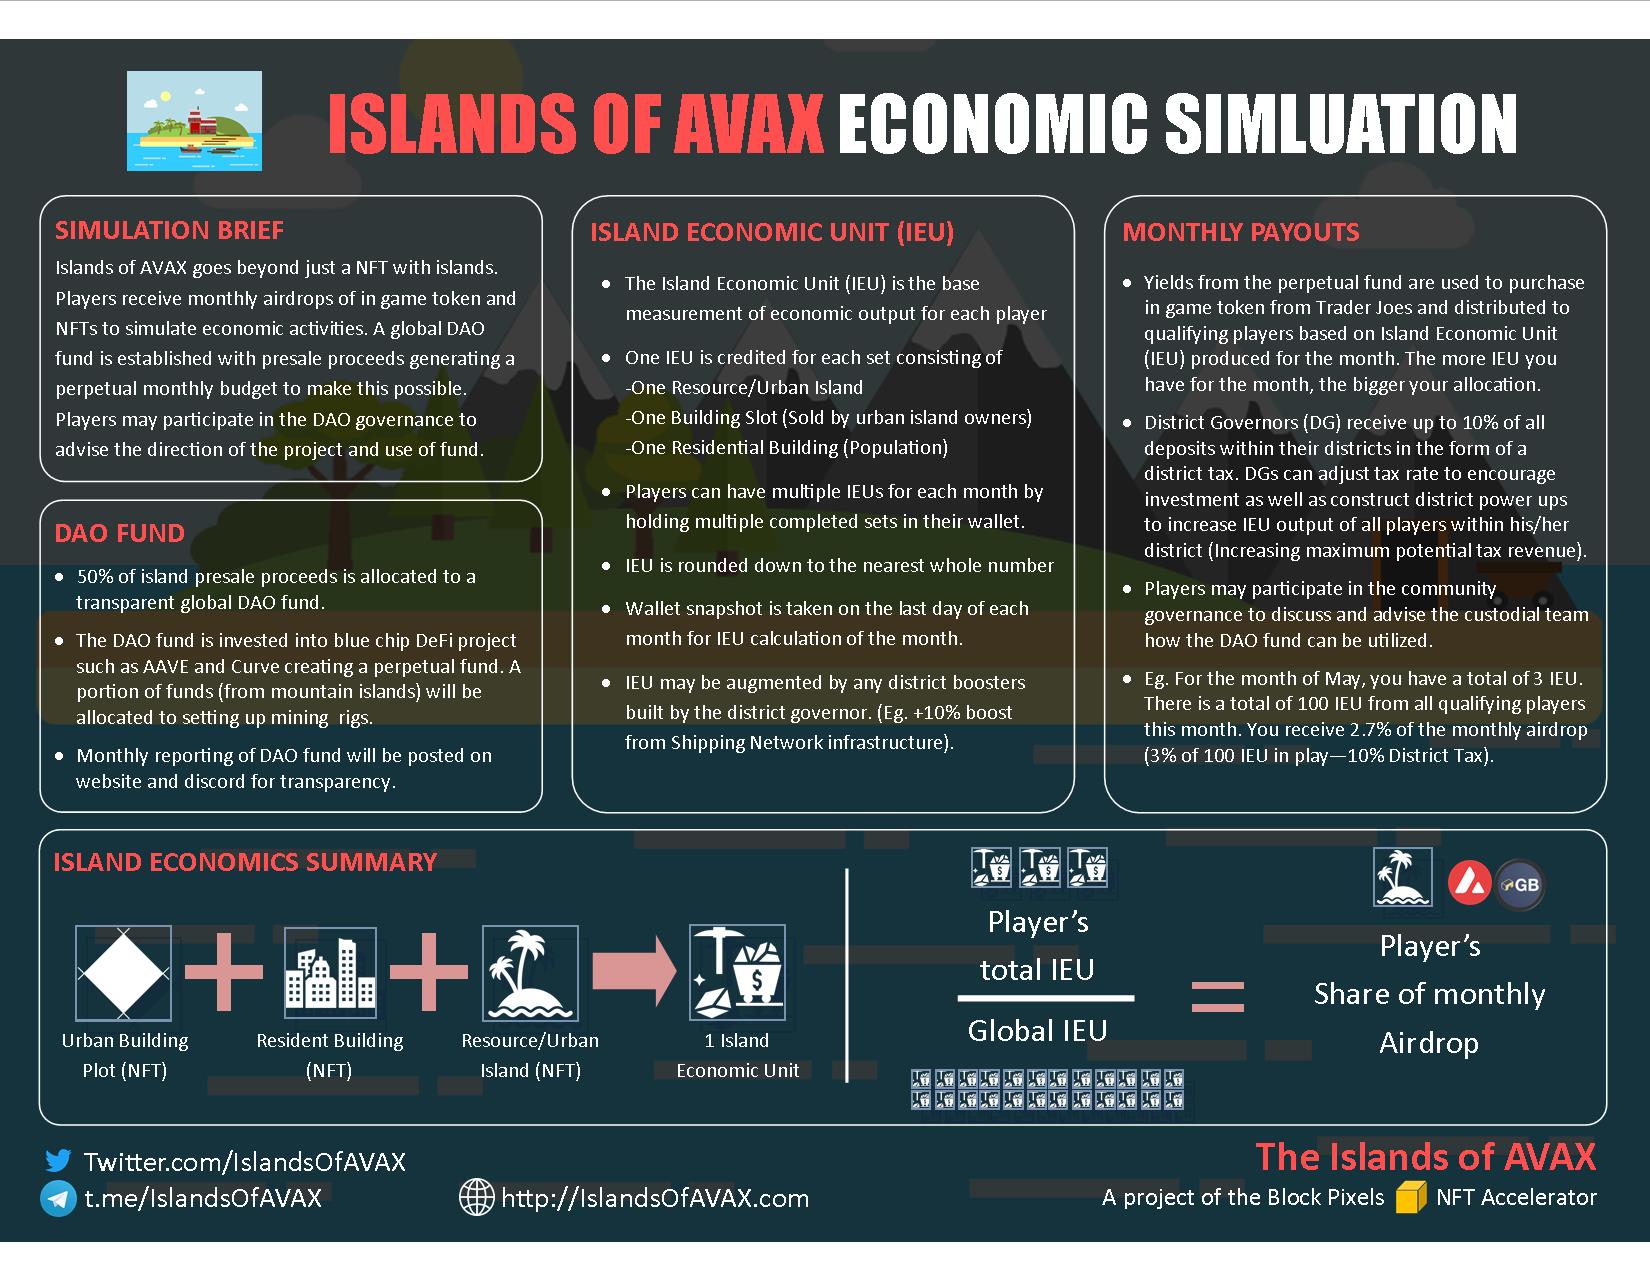 ISLANDS OF AVAX ECONOMIC SIMLUATION
SIMULATION BRIEF
Islands of AVAX goes beyond just a NFT with islands.
Players receive monthly airdrops of in game token and
NFTs to simulate economic activities. A global DAO
fund is established with presale proceeds generating a
perpetual monthly budget to make this possible.
Players may participate in the DAO governance to
advise the direction of the project and use of fund.
DAO FUND
• 50% of island presale proceeds is allocated to a
transparent global DAO fund.
• The DAO fund is invested into blue chip DeFi project
such as AAVE and Curve creating a perpetual fund. A
portion of funds (from mountain islands) will be
allocated to setting up mining rigs.
• Monthly reporting of DAO fund will be posted on
website and discord for transparency.
ISLAND ECONOMIC UNIT (IEU)
• The Island Economic Unit (IEU) is the base
measurement of economic output for each player
• One IEU is credited for each set consisting of
-One Resource/Urban Island
-One Building Slot (Sold by urban island owners)
-One Residential Building (Population)
• Players can have multiple IEUs for each month by
holding multiple completed sets in their wallet.
• IEU is rounded down to the nearest whole number
• Wallet snapshot is taken on the last day of each
month for IEU calculation of the month.
• IEU may be augmented by any district boosters
built by the district governor. (Eg. +10% boost
from Shipping Network infrastructure).
MONTHLY PAYOUTS
• Yields from the perpetual fund are used to purchase
in game token from Trader Joes and distributed to
qualifying players based on Island Economic Unit
(IEU) produced for the month. The more IEU you
have for the month, the bigger your allocation.
• District Governors (DG) receive up to 10% of all
deposits within their districts in the form of a
district tax. DGs can adjust tax rate to encourage
investment as well as construct district power ups
to increase IEU output of all players within his/her
district (Increasing maximum potential tax revenue).
• Players may participate in the community
governance to discuss and advise the custodial team
how the DAO fund can be utilized.
• Eg. For the month of May, you have a total of 3 IEU.
There is a total of 100 IEU from all qualifying players
this month. You receive 2.7% of the monthly airdrop
(3% of 100 IEU in play—10% District Tax).
ISLAND ECONOMICS SUMMARY
Urban Building
Plot (NFT)
+
Resident Building
(NFT)
+
Resource/Urban
Island (NFT)
$
1 Island
Economic Unit
Player's
total IEU
Global IEU
=
GB
Player's
Share of monthly
Airdrop
Twitter.com/IslandsOfAVAX
t.me/IslandsOfAVAX
http://IslandsOfAVAX.com
The Islands of AVAX
A project of the Block Pixels NFT Accelerator